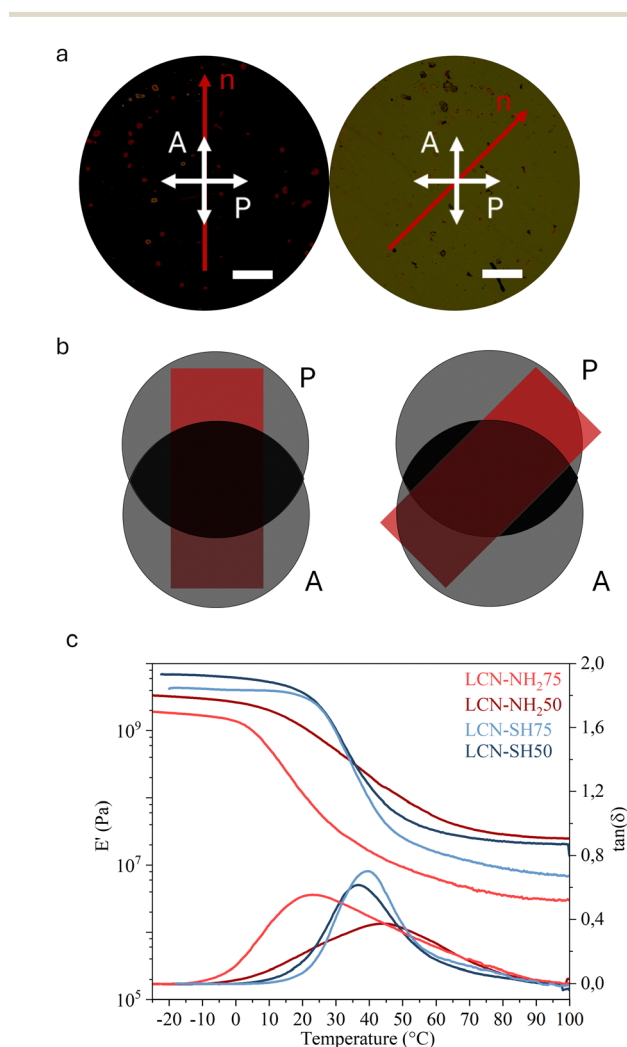 a
n
A
P
n
A
P
b
P
A
P
A
c
LCN-NH₂75
LCN-NH₂50
LCN-SH75
LCN-SH50
E' (Pa)
10⁹
10⁷
10⁵
2,0
1,6
1,2
0,8
0,4
0,0
tan(δ)
-20 -10 0 10 20 30 40 50 60 70 80 90 100
Temperature (°C)